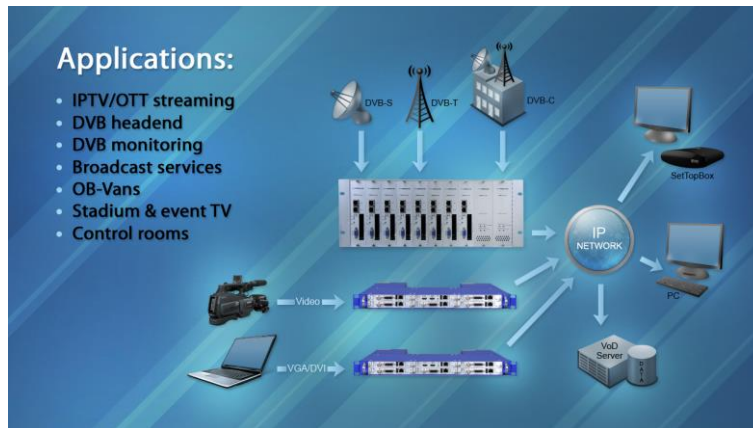 Applications:
IPTV/OTT streaming
DVB headend
DVB monitoring
Broadcast services
OB-Vans
Stadium & event TV
Control rooms
DVB-S
DVB-T
DVB-C
SetTopBox
IP
NETWORK
PC
Video
VGA/DVI
VoD
Server
DATA